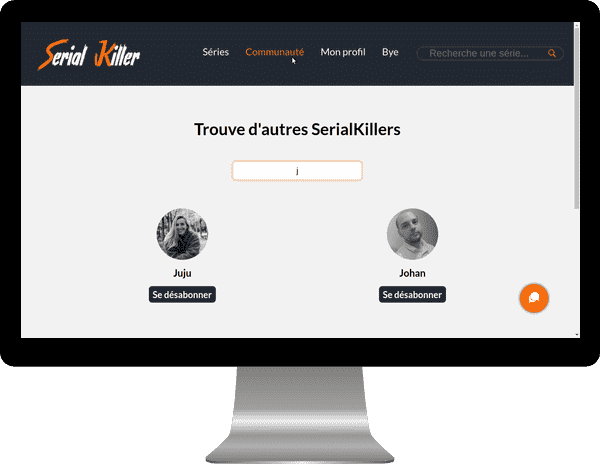 Serial Killer
Séries Communauté Mon profil Bye Recherche une série...
Trouve d'autres SerialKillers
j
Juju Johan
Se désabonner Se désabonner